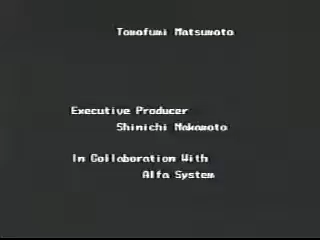 Tomofumi Matsumoto
Executive Producer
Shinichi Nakamoto
In Collaboration With
Alfa System